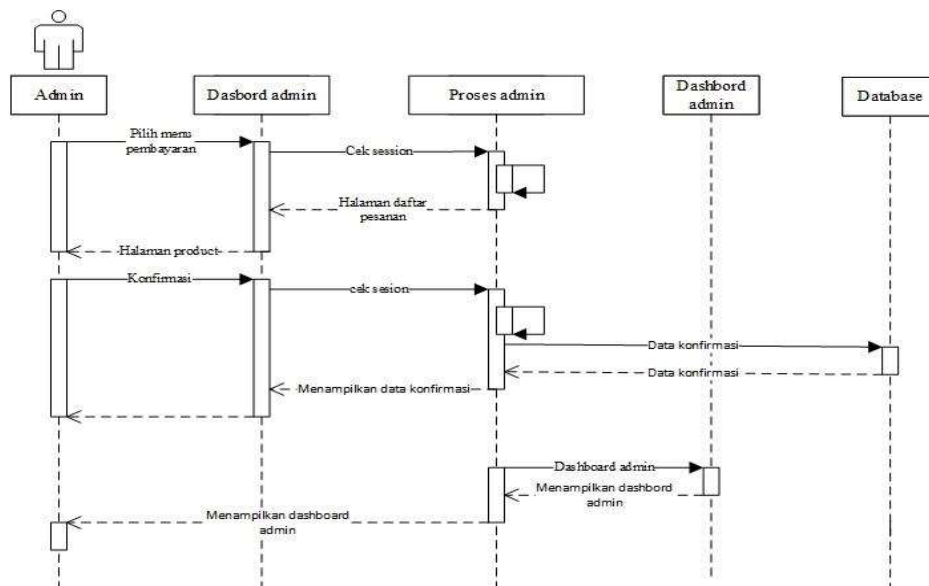 Admin
Dasbord admin
Proses admin
Dashbord
admin
Database
Pilih menu
pembayaran
Cek session
Halaman daftar
pesanan
Halaman product
Konfirmasi
cek sesion
Data konfirmasi
Data konfirmasi
Menampilkan data konfirmasi
Dashboard admin
Menampilkan dashbord
admin
Menampilkan dashboard
admin